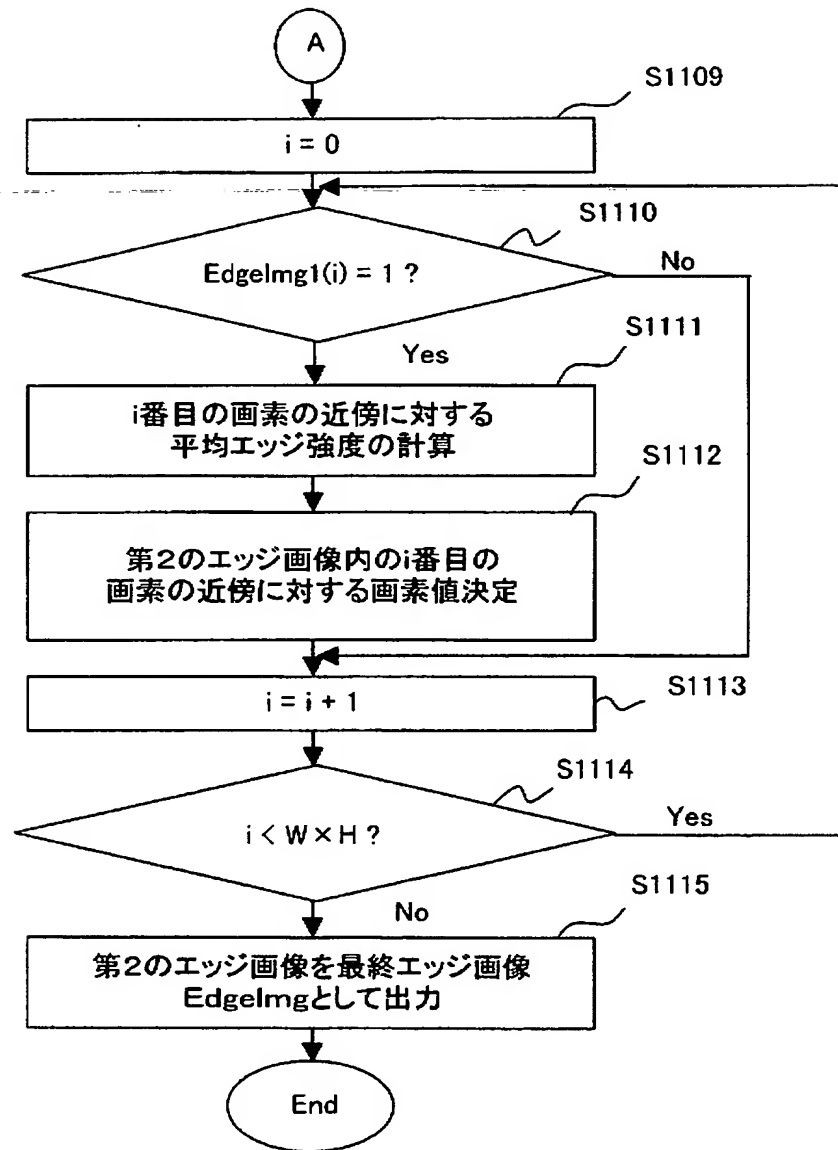 A
S1109
i = 0
S1110
EdgeImg1(i) = 1 ?
No
Yes
S1111
i番目の画素の近傍に対する
平均エッジ強度の計算
S1112
第2のエッジ画像内のi番目の
画素の近傍に対する画素値決定
S1113
i = i + 1
S1114
i < W × H ?
Yes
No
S1115
第2のエッジ画像を最終エッジ画像
EdgeImgとして出力
End